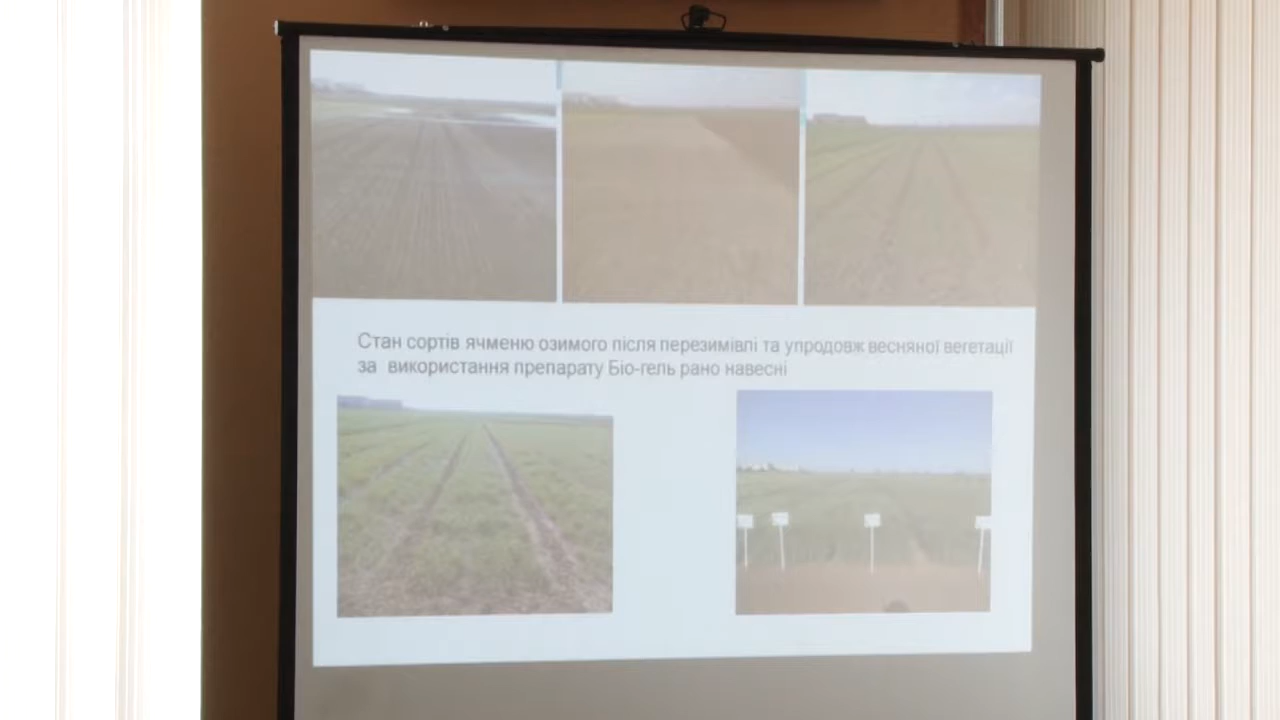 Стан сортів ячменю озимого після перезимівлі та упродовж весняної вегетації
за використання препарату Біо-гель рано навесні